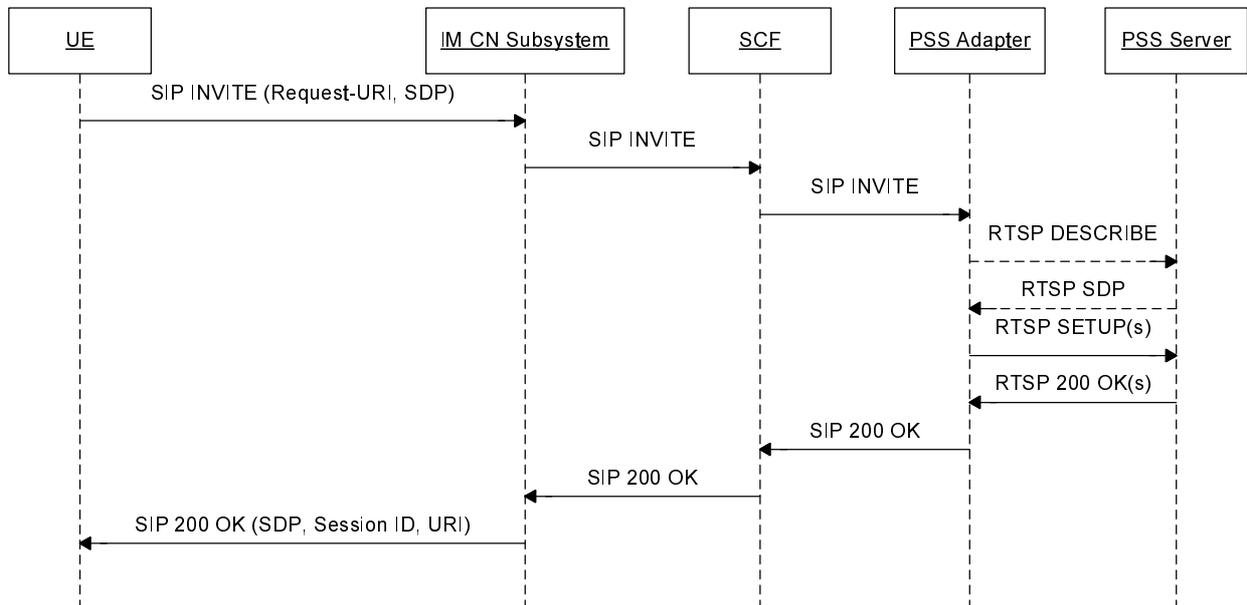 UE
IM CN Subsystem
SCF
PSS Adapter
PSS Server
SIP INVITE (Request-URI, SDP)
SIP INVITE
SIP INVITE
RTSP DESCRIBE
RTSP SDP
RTSP SETUP(s)
RTSP 200 OK(s)
SIP 200 OK
SIP 200 OK
SIP 200 OK (SDP, Session ID, URI)